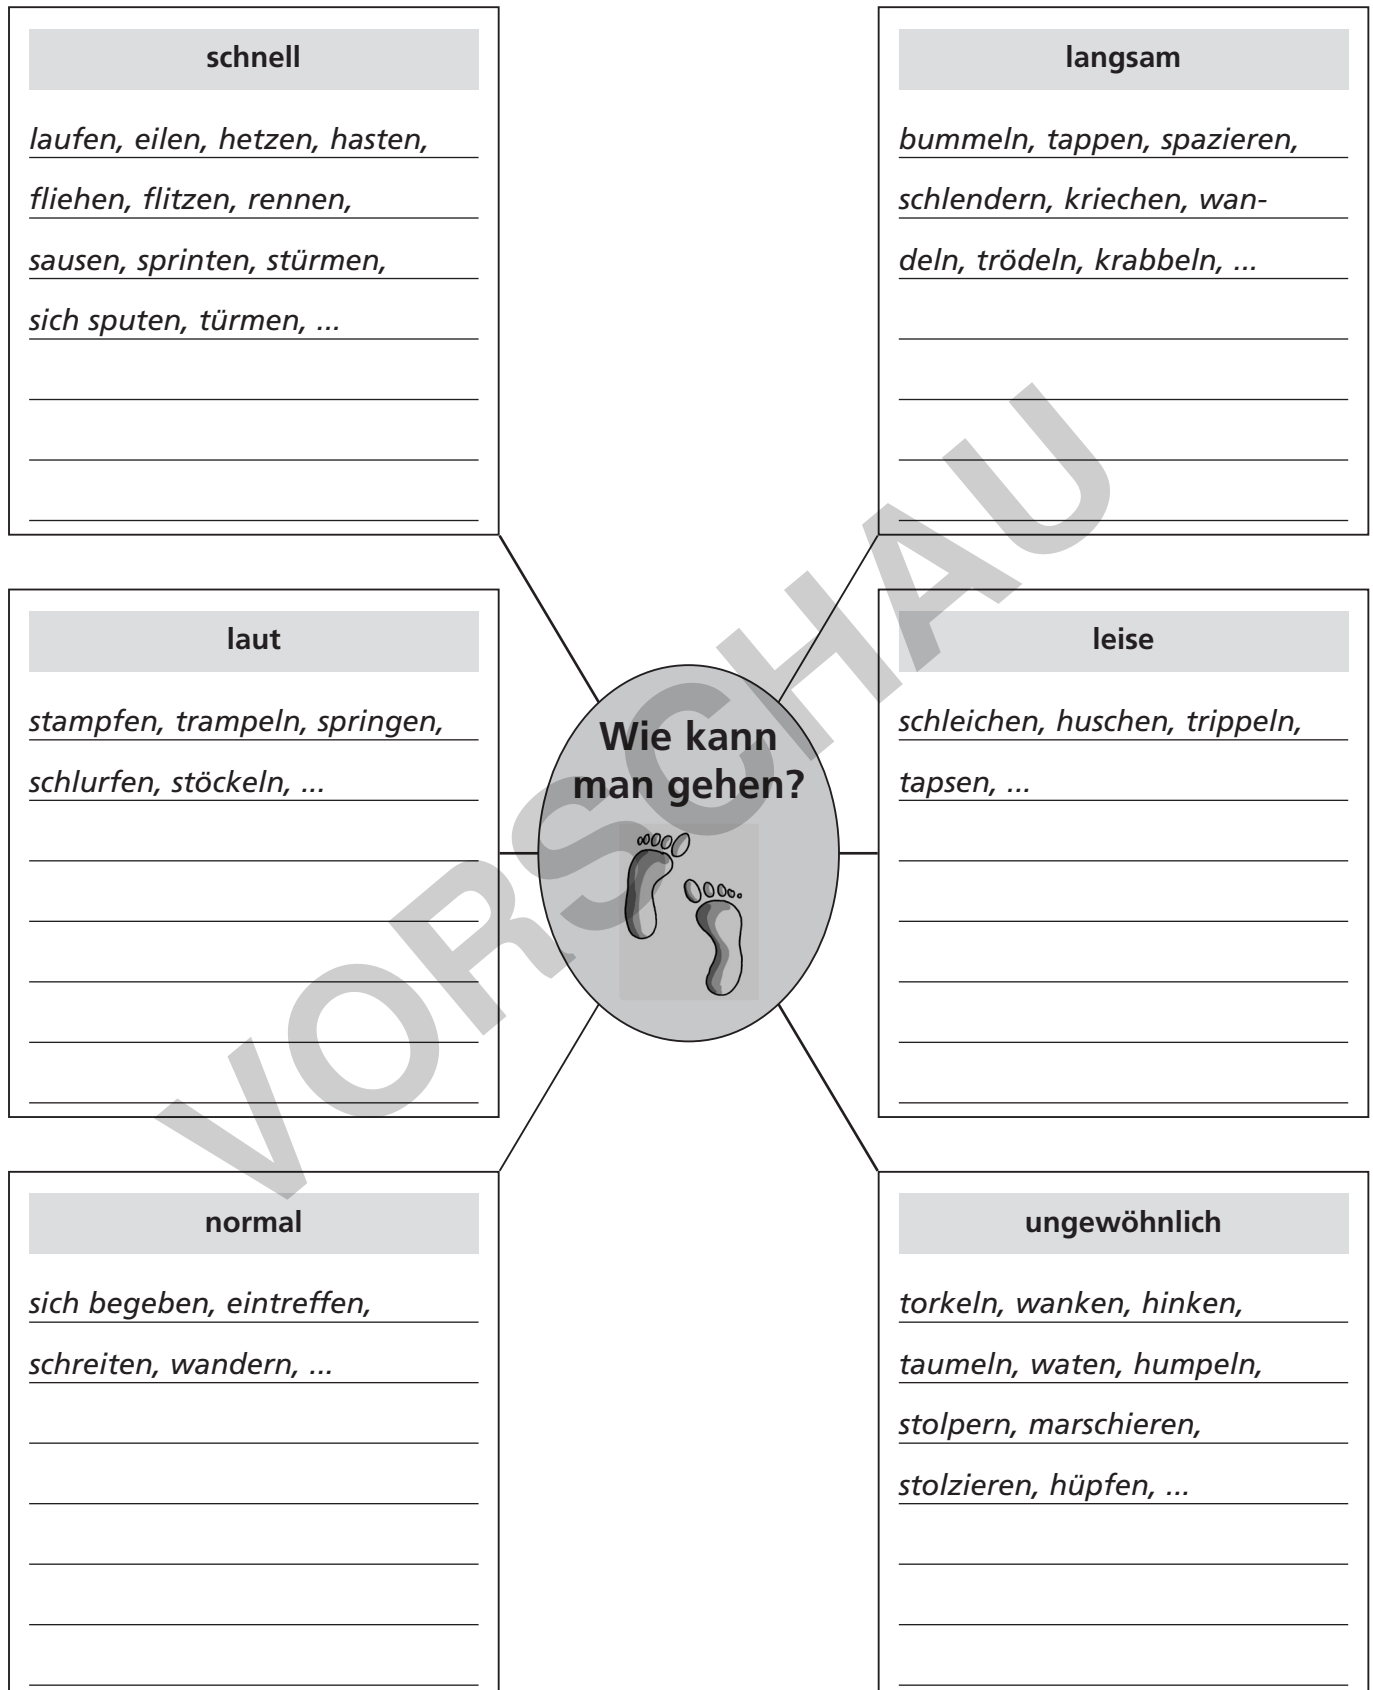 schnell
laufen, eilen, hetzen, hasten,
fliehen, flitzen, rennen,
sausen, sprinten, stürmen,
sich sputen, türmen, ...
langsam
bummeln, tappen, spazieren,
schlendern, kriechen, wan-
deln, trödeln, krabbeln, ...
laut
stampfen, trampeln, springen,
schlurfen, stöckeln, ...
Wie kann
man gehen?
leise
schleichen, huschen, trippeln,
tapsen, ...
normal
sich begeben, eintreffen,
schreiten, wandern, ...
ungewöhnlich
torkeln, wanken, hinken,
taumeln, waten, humpeln,
stolpern, marschieren,
stolzieren, hüpfen, ...
VORSCHAU